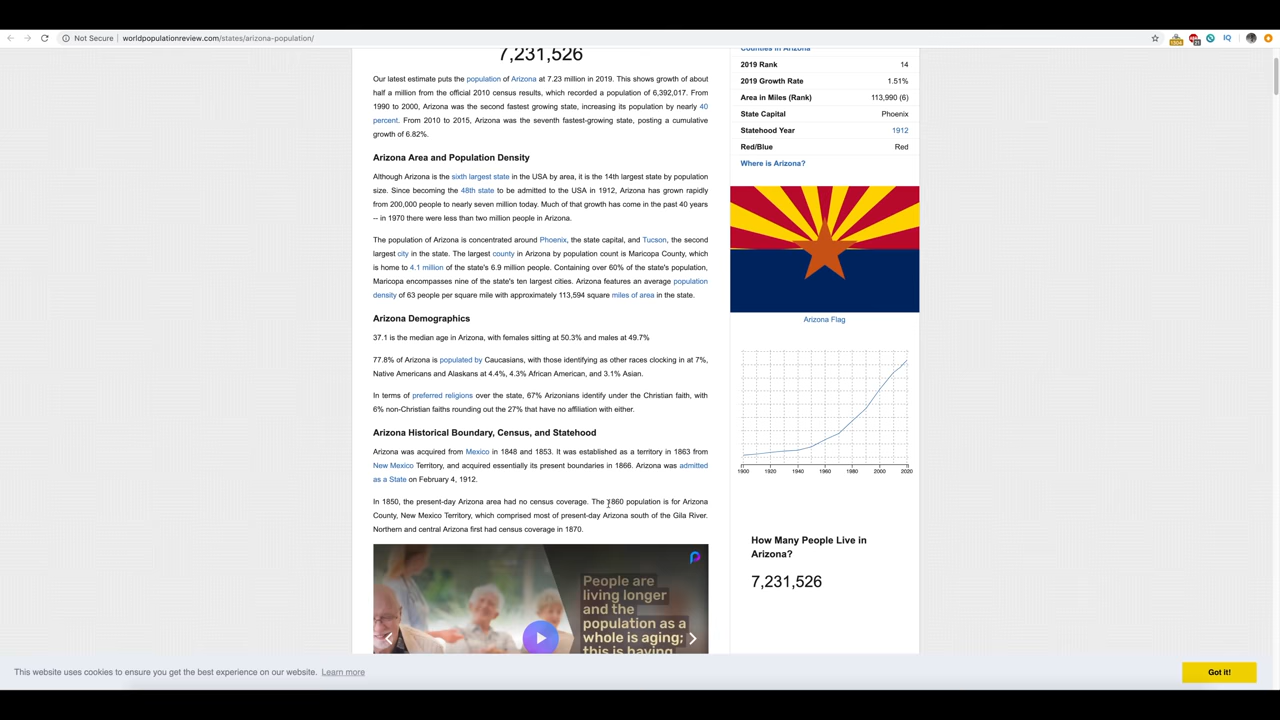 Not Secure
worldpopulationreview.com/states/arizona-population/
IQ
7,231,526
Our latest estimate puts the population of Arizona at 7.23 million in 2019. This shows growth of about
half a million from the official 2010 census results, which recorded a population of 6,392,017. From
1990 to 2000, Arizona was the second fastest growing state, increasing its population by nearly 40
percent. From 2010 to 2015, Arizona was the seventh fastest-growing state, posting a cumulative
growth of 6.82%.
Arizona Area and Population Density
Although Arizona is the sixth largest state in the USA by area, it is the 14th largest state by population
size. Since becoming the 48th state to be admitted to the USA in 1912, Arizona has grown rapidly
from 200,000 people to nearly seven million today. Much of that growth has come in the past 40 years
-- in 1970 there were less than two million people in Arizona.
The population of Arizona is concentrated around Phoenix, the state capital, and Tucson, the second
largest city in the state. The largest county in Arizona by population count is Maricopa County, which
is home to 4.1 million of the state's 6.9 million people. Containing over 60% of the state's population,
Maricopa encompasses nine of the state's ten largest cities. Arizona features an average population
density of 63 people per square mile with approximately 113,594 square miles of area in the state.
Arizona Demographics
37.1 is the median age in Arizona, with females sitting at 50.3% and males at 49.7%
77.8% of Arizona is populated by Caucasians, with those identifying as other races clocking in at 7%,
Native Americans and Alaskans at 4.4%, 4.3% African American, and 3.1% Asian.
In terms of preferred religions over the state, 67% Arizonians identify under the Christian faith, with
6% non-Christian faiths rounding out the 27% that have no affiliation with either.
Arizona Historical Boundary, Census, and Statehood
Arizona was acquired from Mexico in 1848 and 1853. It was established as a territory in 1863 from
New Mexico Territory, and acquired essentially its present boundaries in 1866. Arizona was admitted
as a State on February 4, 1912.
In 1850, the present-day Arizona area had no census coverage. The 1860 population is for Arizona
County, New Mexico Territory, which comprised most of present-day Arizona south of the Gila River.
Northern and central Arizona first had census coverage in 1870.
People are
living longer
and the
population as a
whole is aging;
this is having
Counties in Arizona
2019 Rank 14
2019 Growth Rate 1.51%
Area in Miles (Rank) 113,990 (6)
State Capital Phoenix
Statehood Year 1912
Red/Blue Red
Where is Arizona?
Arizona Flag
1900 1920 1940 1960 1980 2000 2020
How Many People Live in
Arizona?
7,231,526
This website uses cookies to ensure you get the best experience on our website. Learn more
Got it!